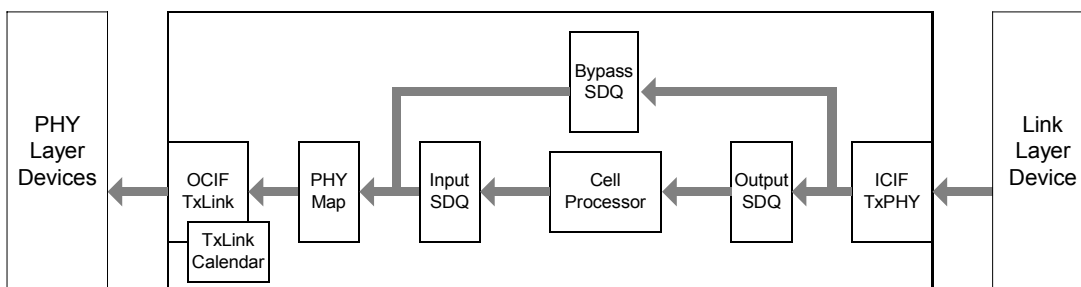 PHY
Layer
Devices
OCIF
TxLink
TxLink
Calendar
PHY
Map
Input
SDQ
Bypass
SDQ
Cell
Processor
Output
SDQ
ICIF
TxPHY
Link
Layer
Device